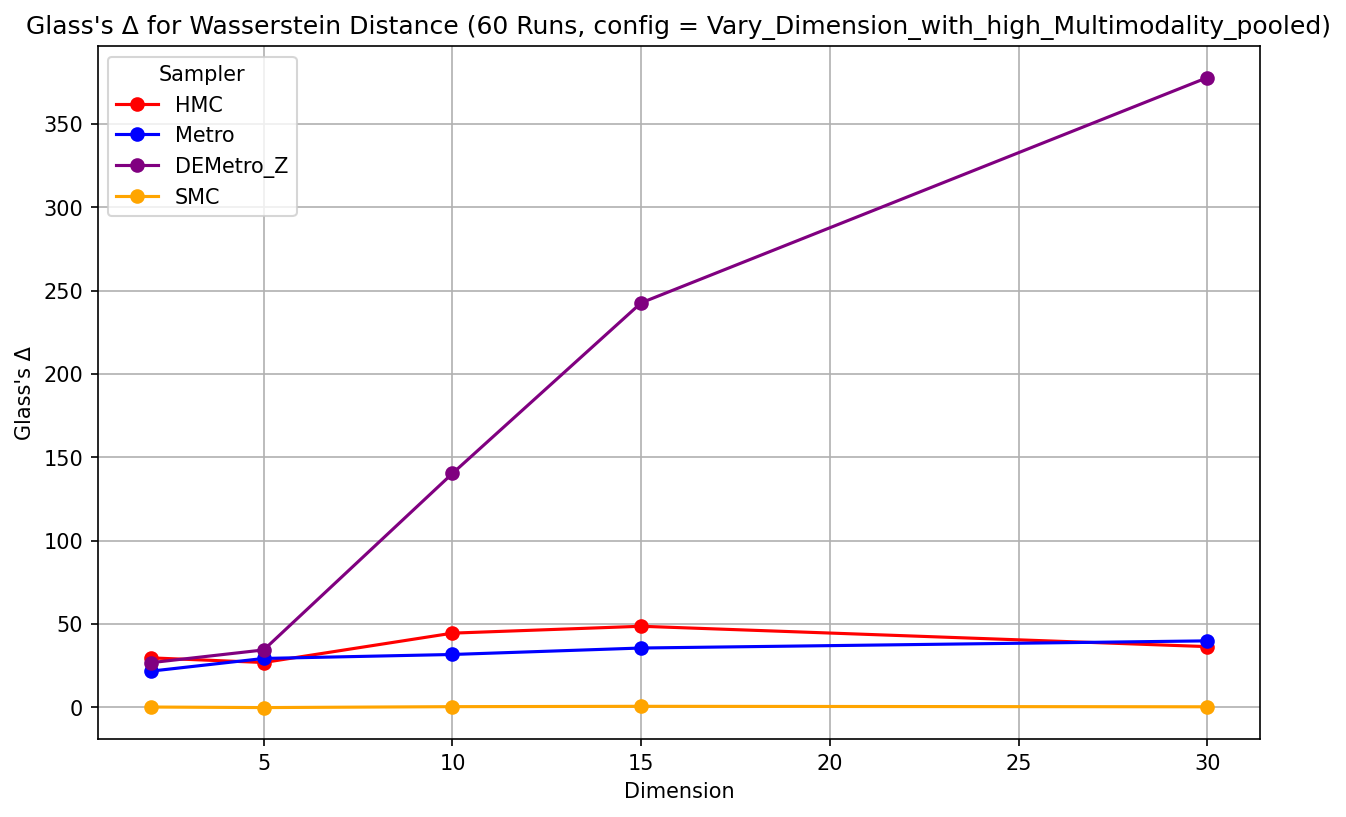 Glass's Δ for Wasserstein Distance (60 Runs, config = Vary_Dimension_with_high_Multimodality_pooled)
Sampler
HMC
Metro
DEMetro_Z
SMC
Glass's Δ
350
300
250
200
150
100
50
0
5 10 15 20 25 30
Dimension